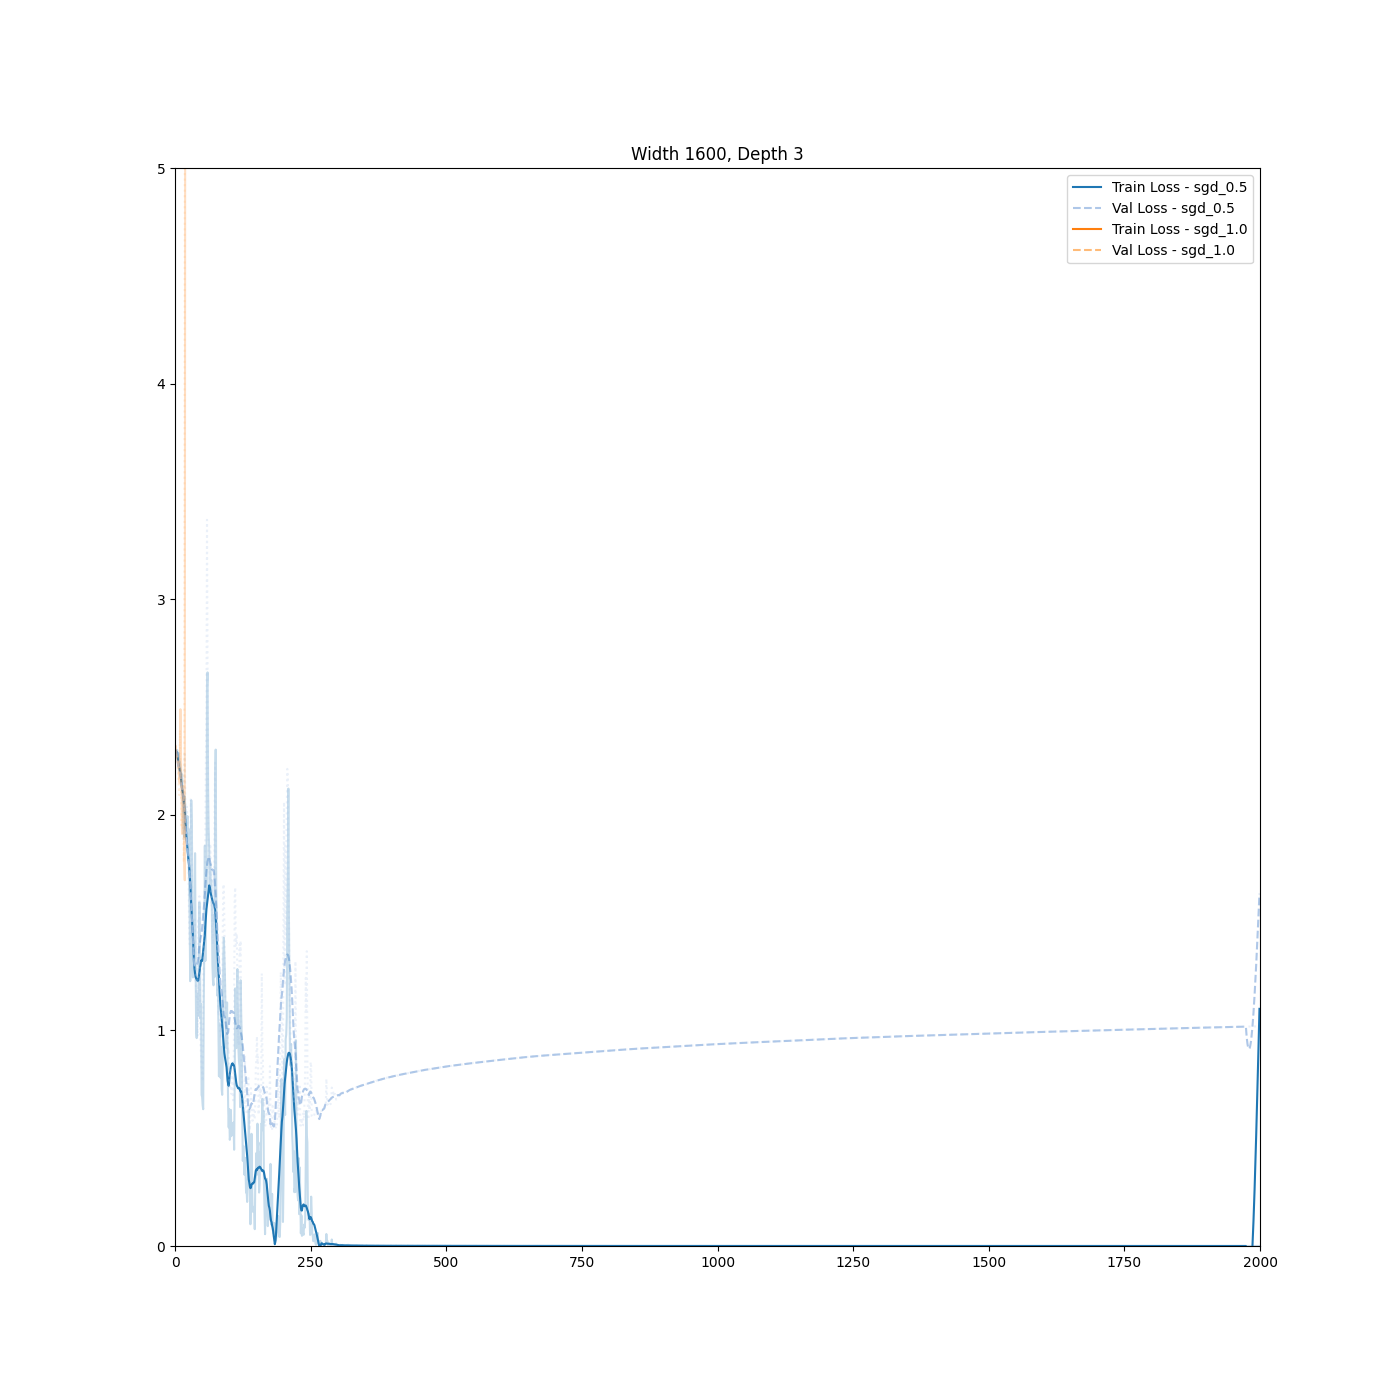 Width 1600, Depth 3
5
4
3
2
1
0
Train Loss - sgd_0.5
Val Loss - sgd_0.5
Train Loss - sgd_1.0
Val Loss - sgd_1.0
0 250 500 750 1000 1250 1500 1750 2000